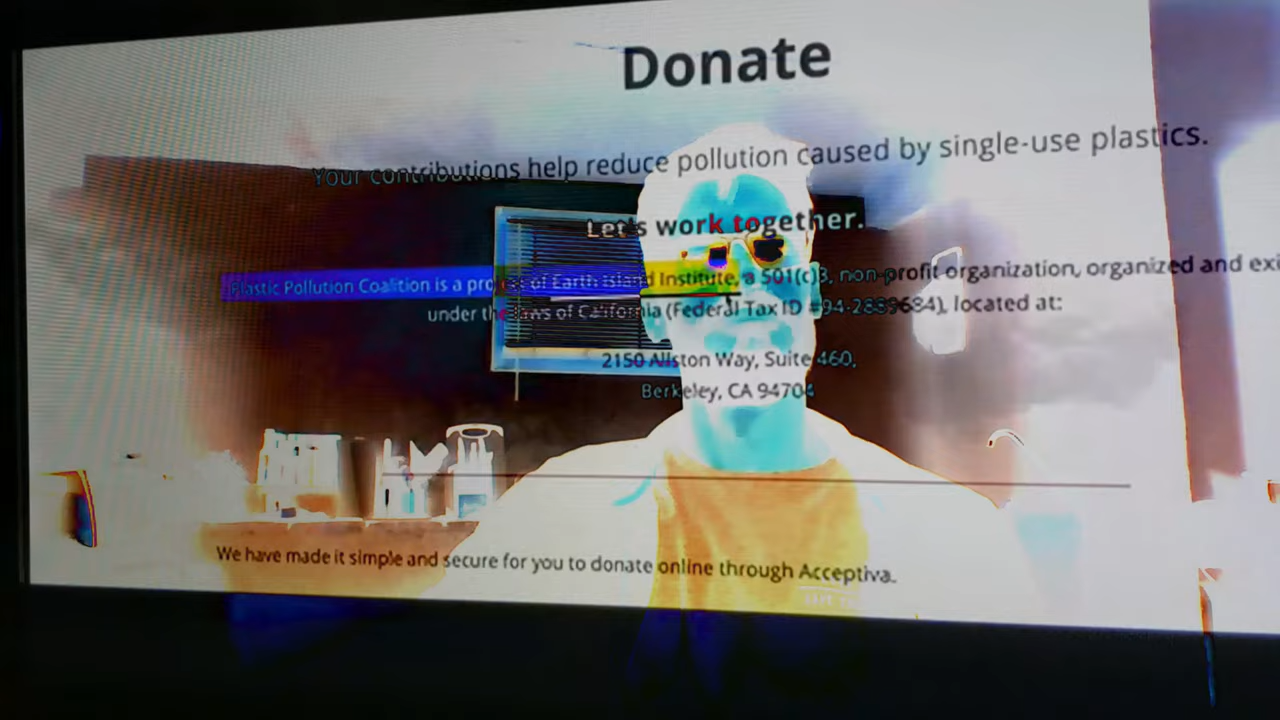 Donate
Your contributions help reduce pollution caused by single-use plastics.
Let's work together.
Plastic Pollution Coalition is a project of Earth Island Institute, a 501(c)3, non-profit organization, organized and exi
under the laws of California (Federal Tax ID #94-2889684), located at:
2150 Allston Way, Suite 460,
Berkeley, CA 94704
We have made it simple and secure for you to donate online through Acceptiva.